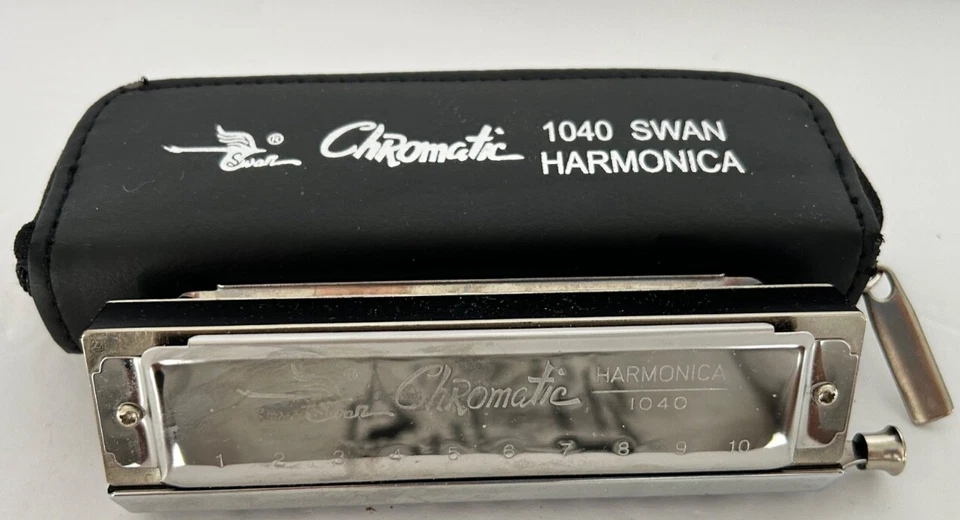 Swan ®
Chromatic
1040 SWAN
HARMONICA
Swan ®
Chromatic
HARMONICA
1040
1 2 3 4 5 6 7 8 9 10